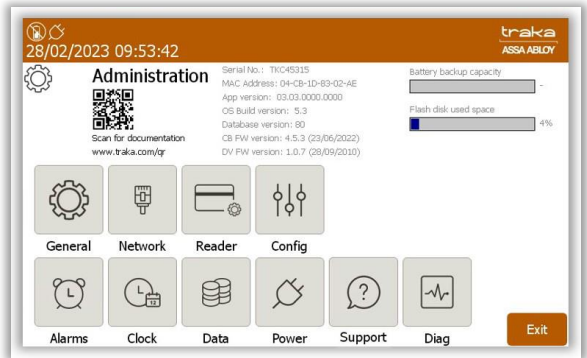 traka
28/02/2023 09:53:42
ASSA ABLOY
Administration
Scan for documentation
www.traka.com/qr
Serial No.: TKC45315
MAC Address: 04-CB-1D-83-02-AE
App version: 03.03.0000.0000
OS Build version: 5.3
Database version: 80
CB FW version: 4.5.3 (23/06/2022)
DV FW version: 1.0.7 (28/09/2010)
Battery backup capacity
-
Flash disk used space
4%
General
Network
Reader
Config
12
Alarms
Clock
Data
Power
Support
Diag
Exit